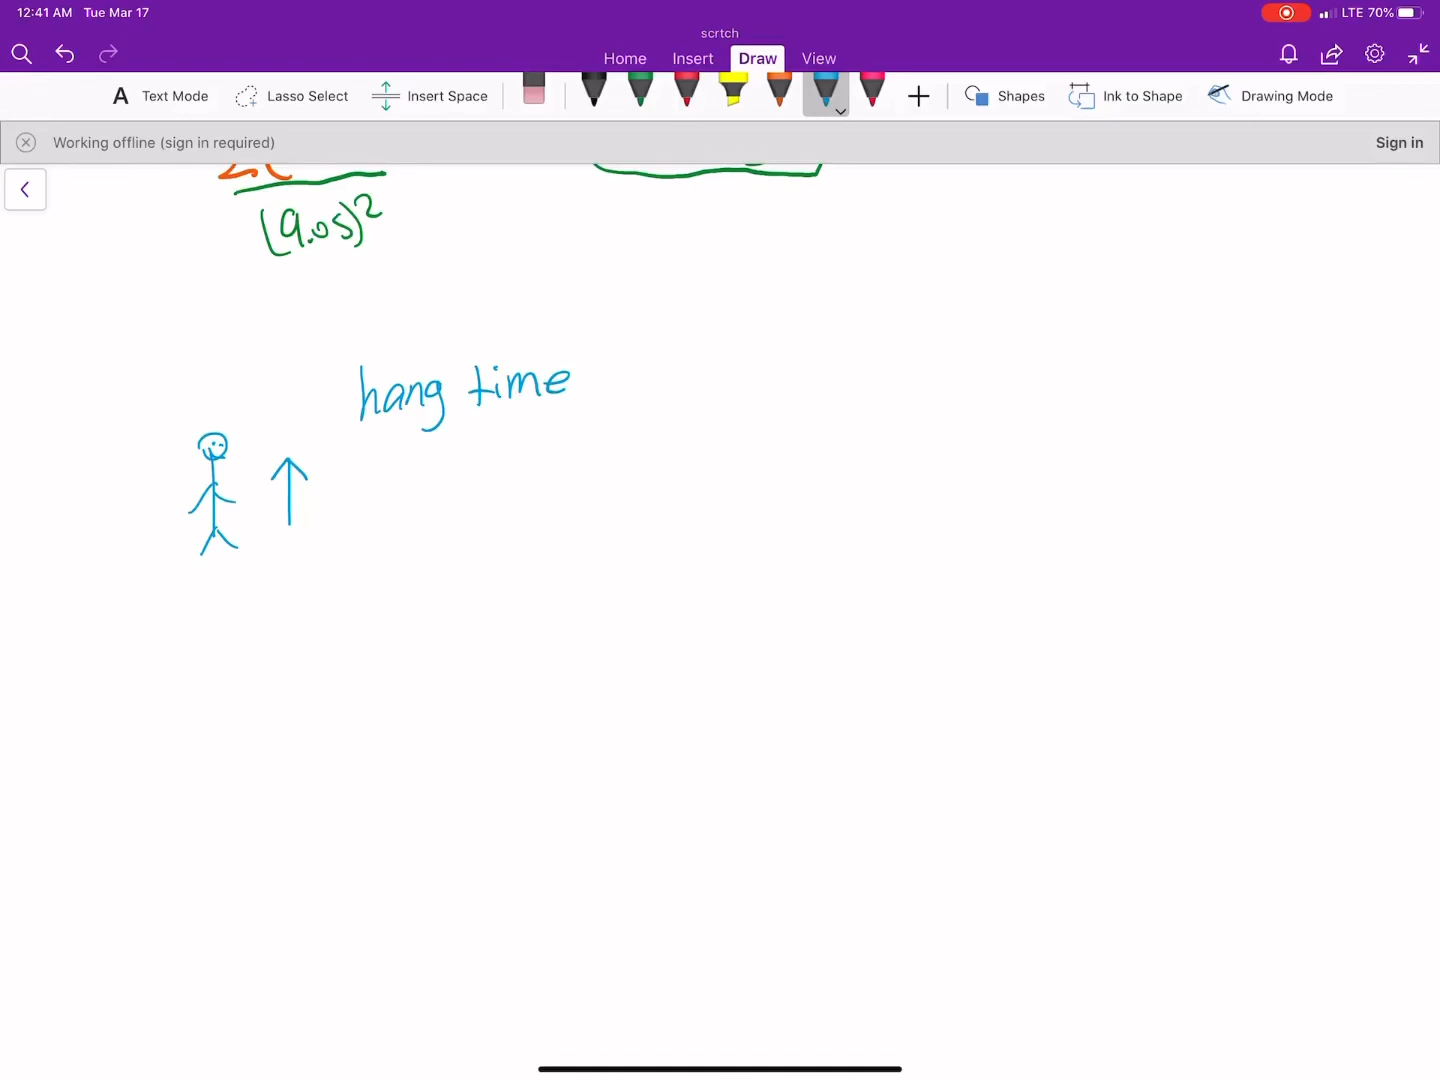 12:41 AM Tue Mar 17
LTE 70%
scrtch
Home Insert Draw View
A Text Mode Lasso Select Insert Space Shapes Ink to Shape Drawing Mode
Working offline (sign in required) Sign in
(9.05)²
hang time